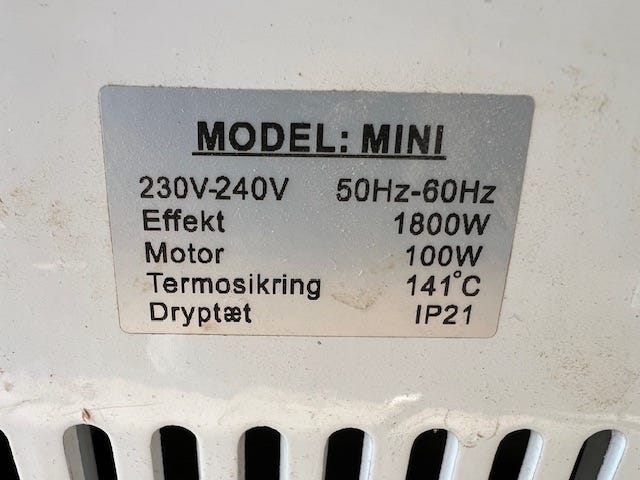 MODEL: MINI
230V-240V 50Hz-60Hz
Effekt 1800W
Motor 100W
Termosikring 141°C
Dryptæt IP21